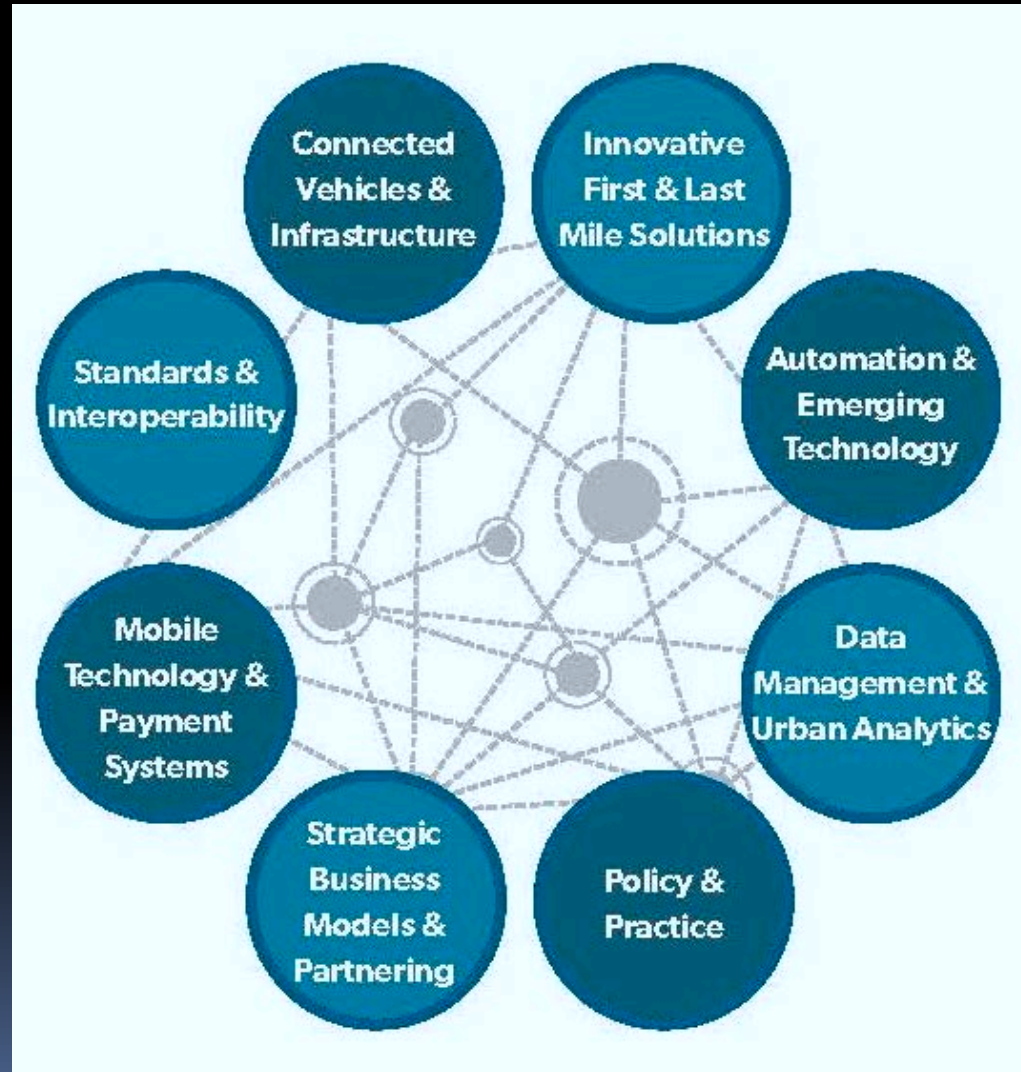 Connected
Vehicles &
Infrastructure
Innovative
First & Last
Mile Solutions
Automation &
Emerging
Technology
Data
Management &
Urban Analytics
Policy &
Practice
Strategic
Business
Models &
Partnering
Mobile
Technology &
Payment
Systems
Standards &
Interoperability